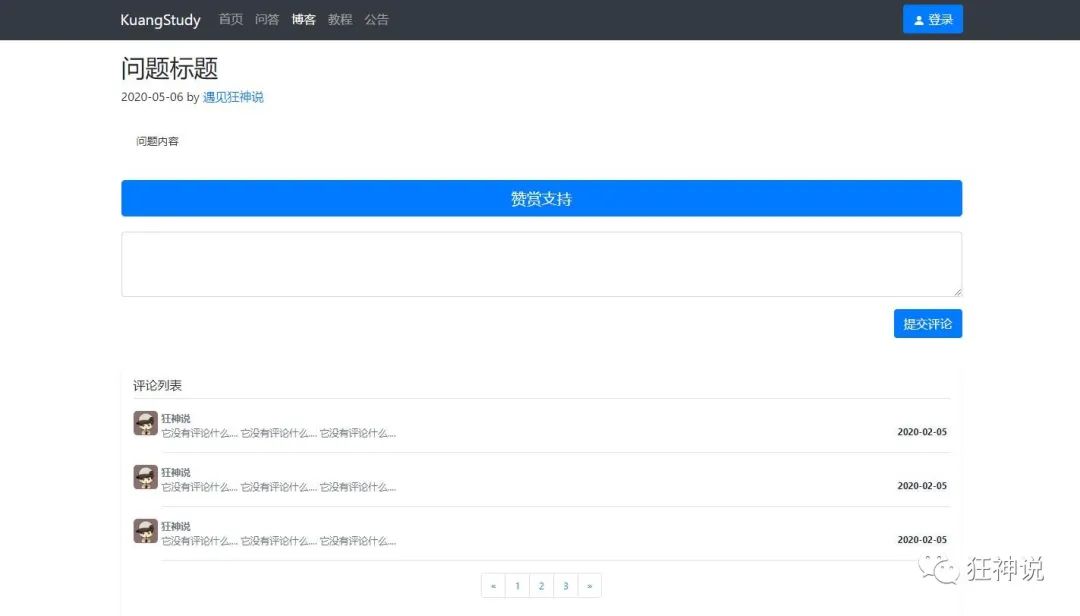 KuangStudy 首页 问答 博客 教程 公告 登录
问题标题
2020-05-06 by 遇见狂神说
问题内容
赞赏支持
提交评论
评论列表
狂神说
它没有评论什么.... 它没有评论什么.... 它没有评论什么....
2020-02-05
狂神说
它没有评论什么.... 它没有评论什么.... 它没有评论什么....
2020-02-05
狂神说
它没有评论什么.... 它没有评论什么.... 它没有评论什么....
2020-02-05
« 1 2 3 »
狂神说